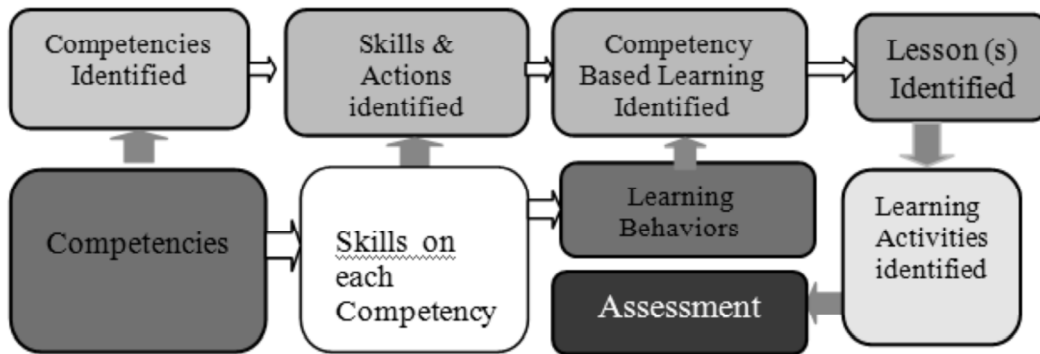 Competencies
Identified
Skills &
Actions
identified
Competency
Based Learning
Identified
Lesson (s)
Identified
Competencies
Skills on
each
Competency
Learning
Behaviors
Learning
Activities
identified
Assessment